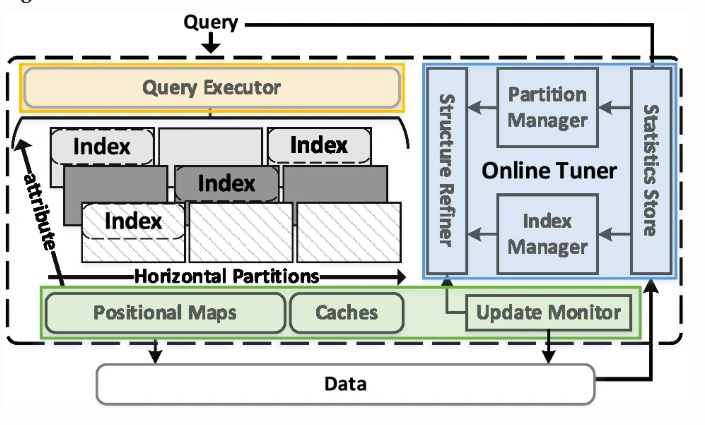 Query
Query Executor
Index
Index
Index
Index
attribute
Horizontal Partitions
Structure Refiner
Partition
Manager
Online Tuner
Index
Manager
Statistics Store
Positional Maps
Caches
Update Monitor
Data